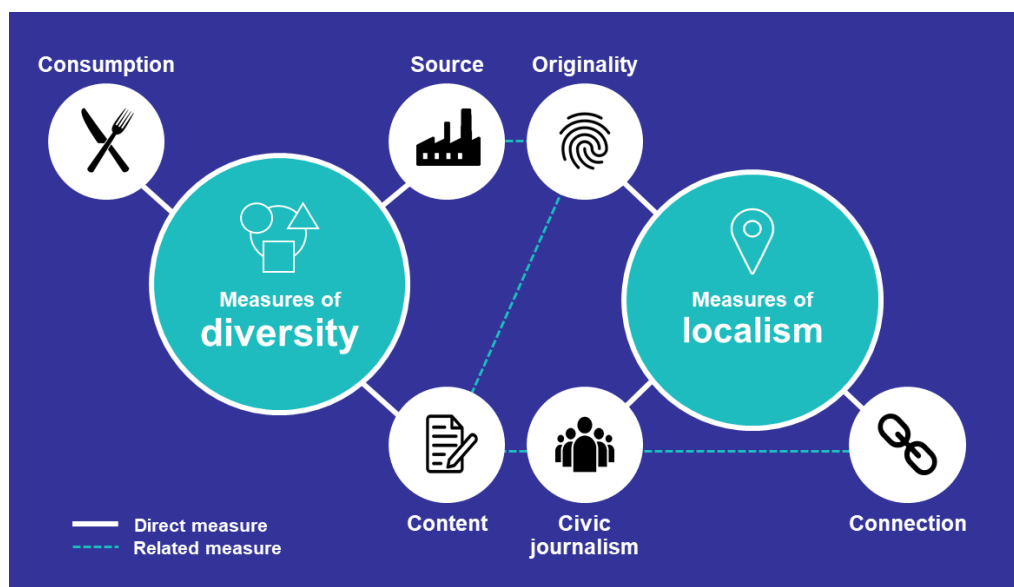 Consumption
Source
Originality
Measures of
diversity
Measures of
localism
Content
Civic
journalism
Connection
Direct measure
Related measure